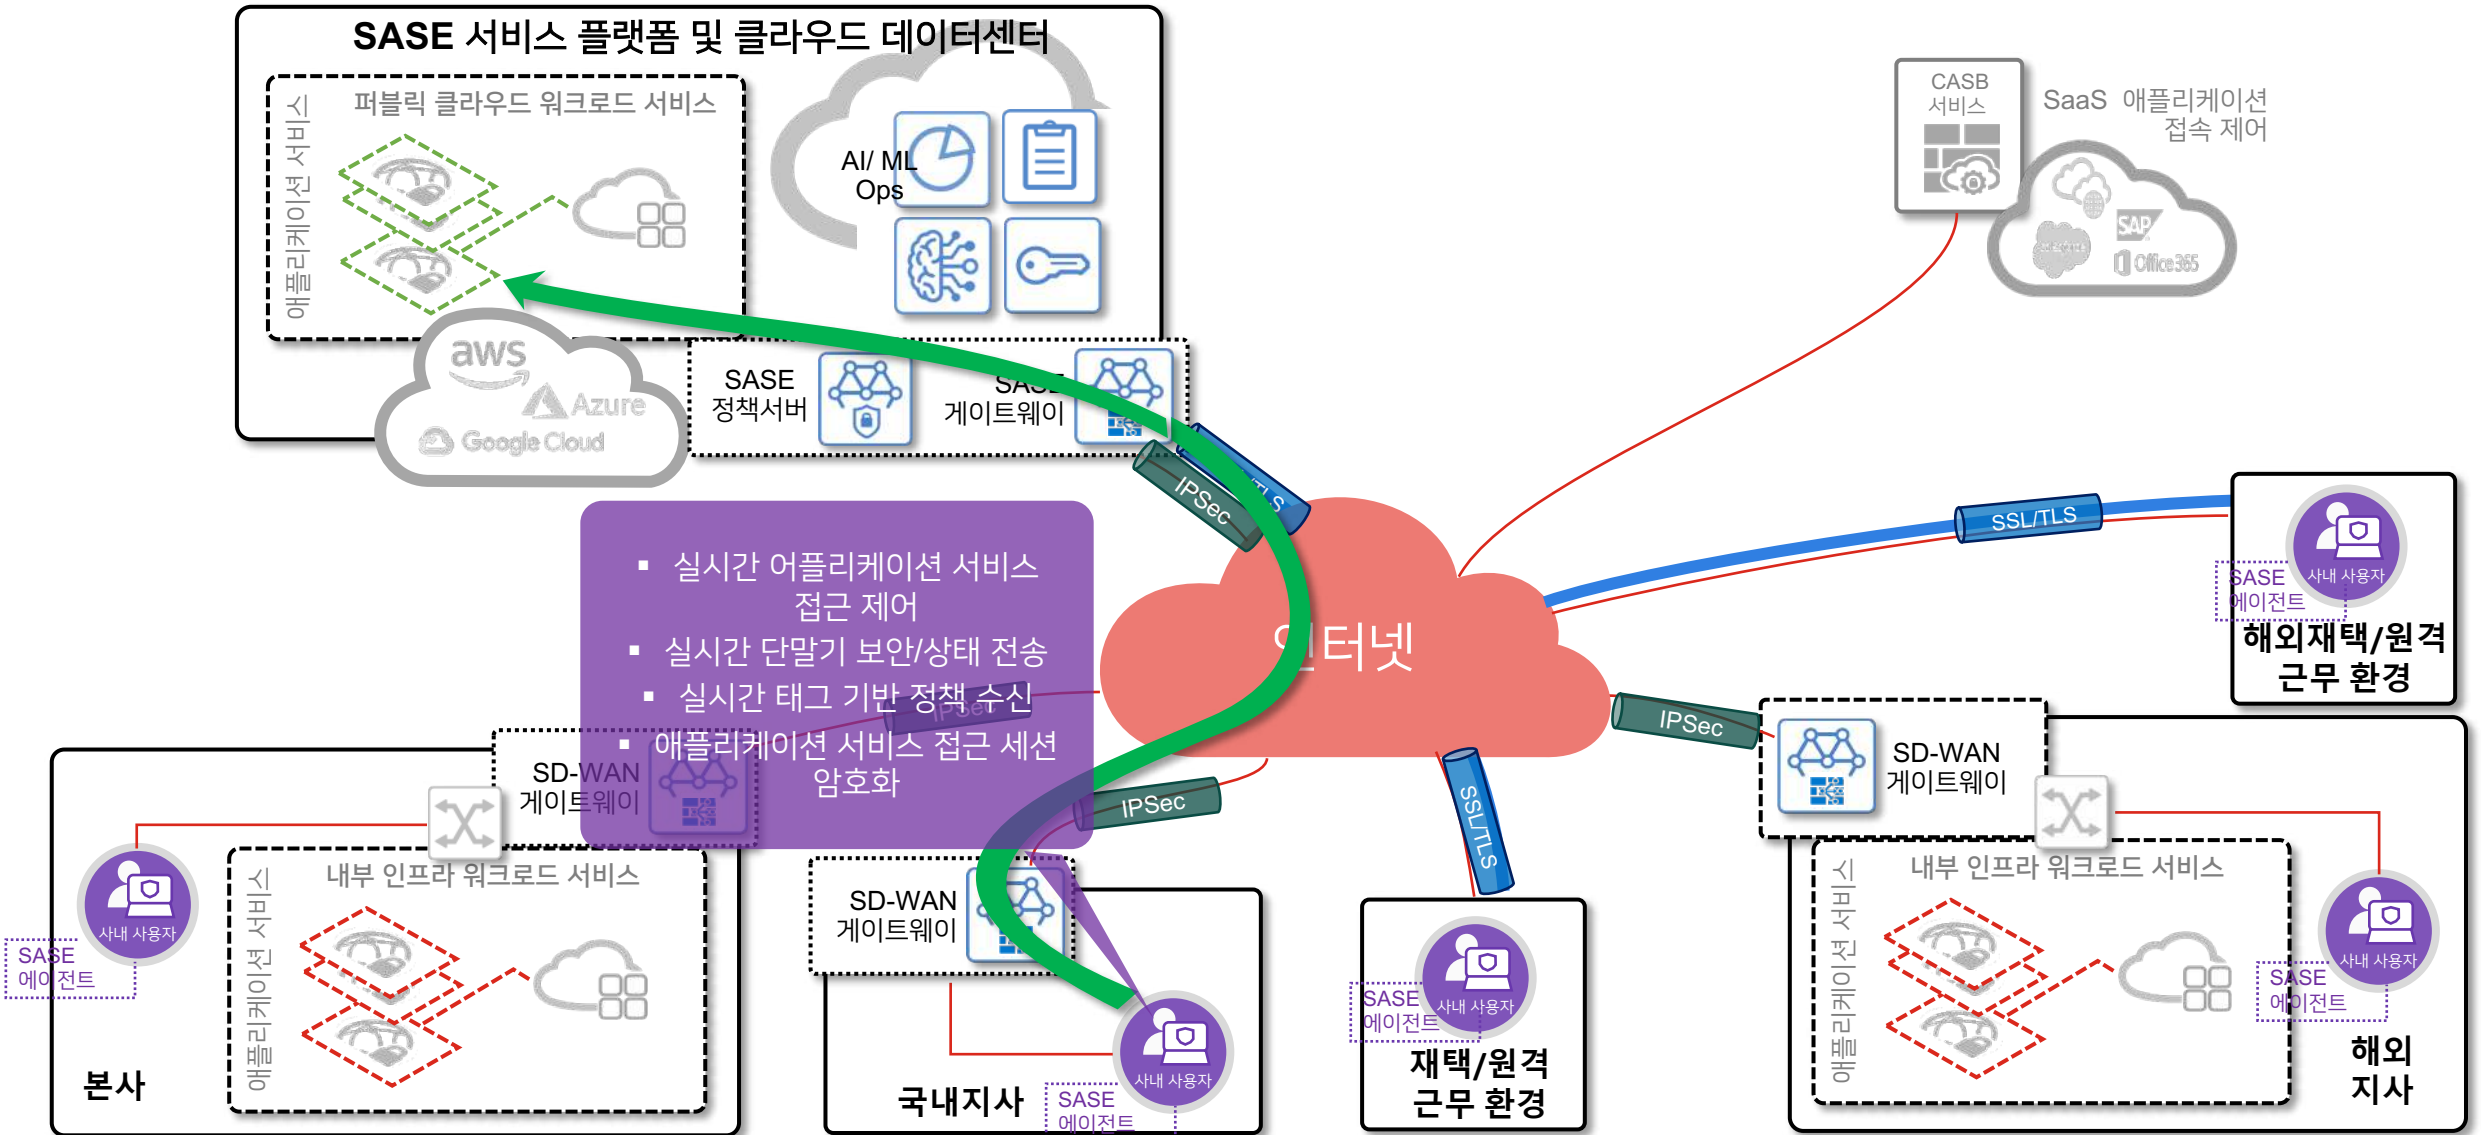 SASE 서비스 플랫폼 및 클라우드 데이터센터
퍼블릭 클라우드 워크로드 서비스
애플리케이션 서비스
AI/ ML
Ops
aws
Azure
Google Cloud
SASE
정책서버
SASE
게이트웨이
CASB
서비스
SaaS 애플리케이션
접속 제어
SAP
Office 365
IPSec
/TLS
SSL/TLS
사내 사용자
SASE
에이전트
해외재택/원격
근무 환경
▪ 실시간 어플리케이션 서비스
접근 제어
▪ 실시간 단말기 보안/상태 전송
▪ 실시간 태그 기반 정책 수신
▪ 애플리케이션 서비스 접근 세션
암호화
인터넷
IPSec
IPSec
IPSec
SSL/TLS
SD-WAN
게이트웨이
내부 인프라 워크로드 서비스
애플리케이션 서비스
사내 사용자
SASE
에이전트
본사
SD-WAN
게이트웨이
사내 사용자
SASE
에이전트
국내지사
사내 사용자
SASE
에이전트
재택/원격
근무 환경
SD-WAN
게이트웨이
내부 인프라 워크로드 서비스
애플리케이션 서비스
사내 사용자
SASE
에이전트
해외
지사